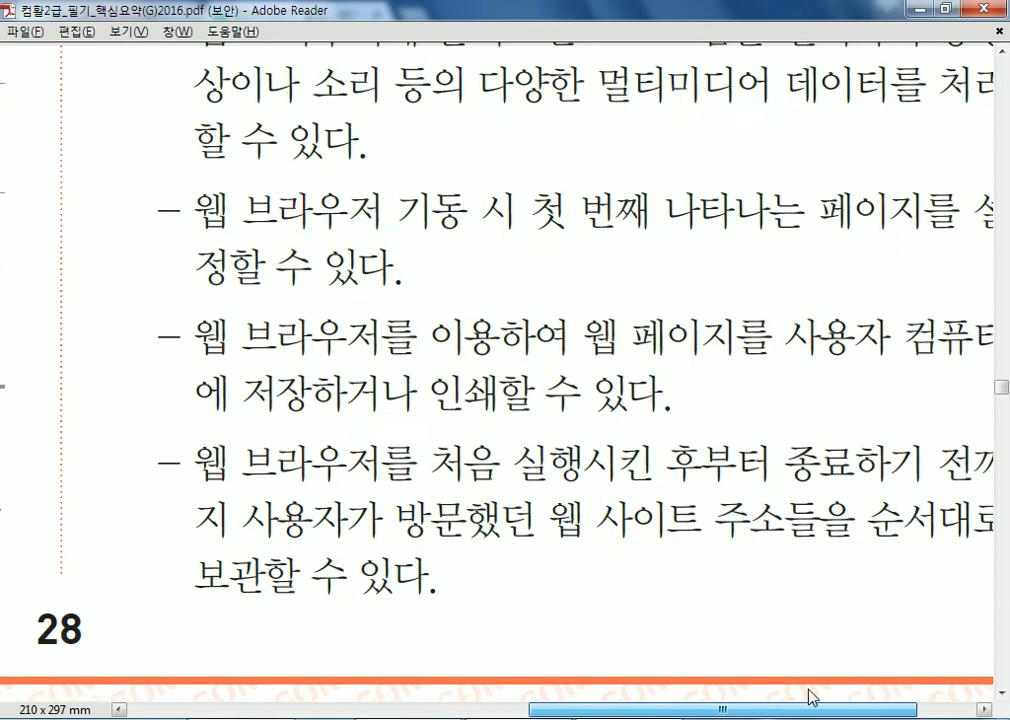 컴활2급_필기_핵심요약(G)2016.pdf (보안) - Adobe Reader
파일(F) 편집(E) 보기(V) 창(W) 도움말(H)
상이나 소리 등의 다양한 멀티미디어 데이터를 처리
할 수 있다.
– 웹 브라우저 기동 시 첫 번째 나타나는 페이지를 설
정할 수 있다.
– 웹 브라우저를 이용하여 웹 페이지를 사용자 컴퓨터
에 저장하거나 인쇄할 수 있다.
– 웹 브라우저를 처음 실행시킨 후부터 종료하기 전까
지 사용자가 방문했던 웹 사이트 주소들을 순서대로
보관할 수 있다.
28
210 x 297 mm